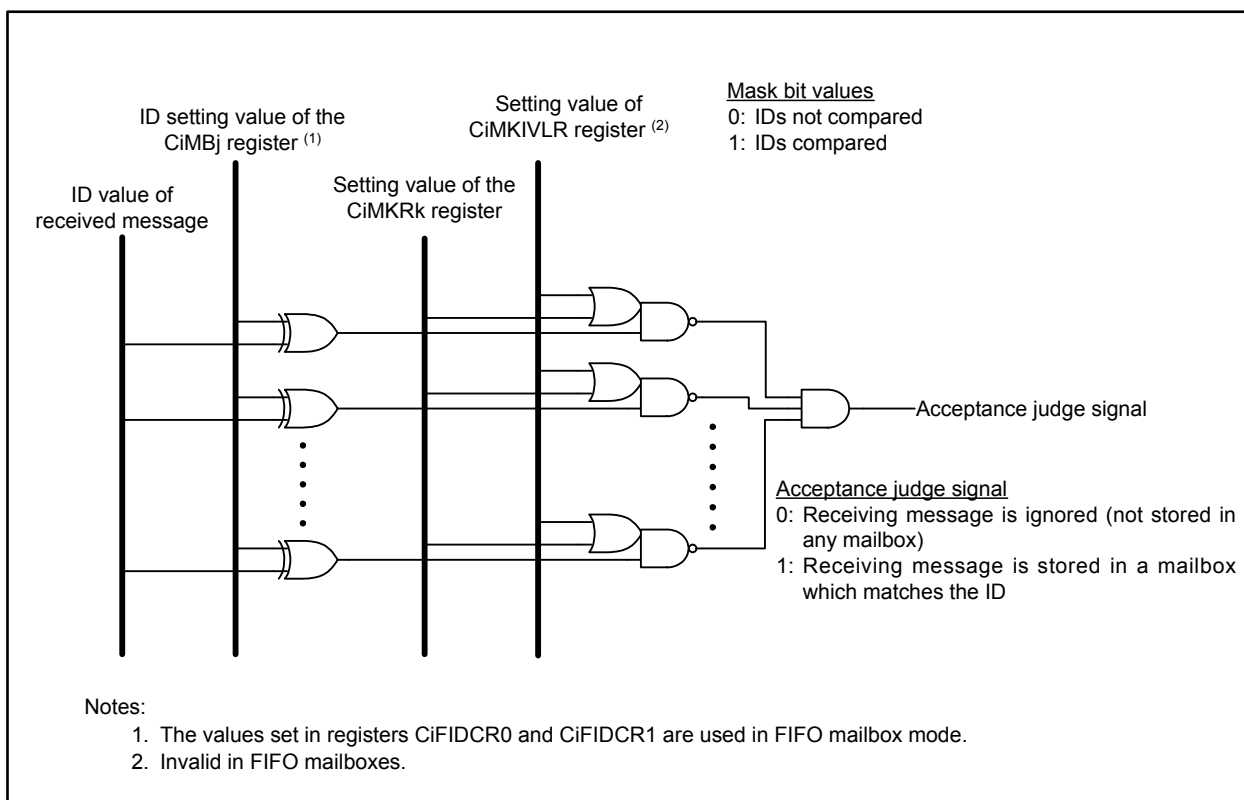 ID value of
received message
ID setting value of the
CiMBj register (1)
Setting value of the
CiMKRk register
Setting value of
CiMKIVLR register (2)
Mask bit values
0: IDs not compared
1: IDs compared
Acceptance judge signal
Acceptance judge signal
0: Receiving message is ignored (not stored in
any mailbox)
1: Receiving message is stored in a mailbox
which matches the ID
Notes:
1. The values set in registers CiFIDCR0 and CiFIDCR1 are used in FIFO mailbox mode.
2. Invalid in FIFO mailboxes.